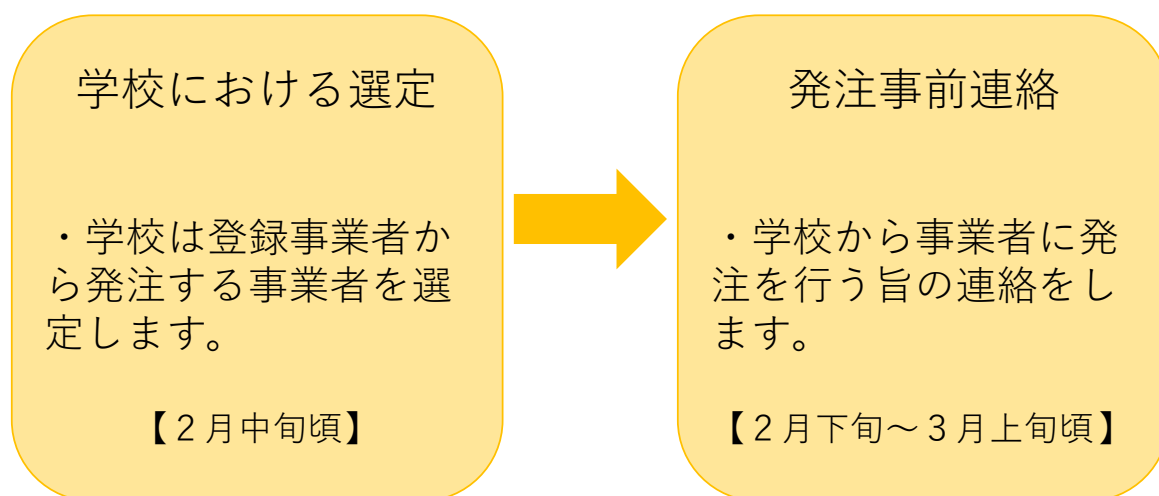 学校における選定
・学校は登録事業者か
ら発注する事業者を選
定します。
【２月中旬頃】
発注事前連絡
・学校から事業者に発
注を行う旨の連絡をし
ます。
【２月下旬～３月上旬頃】